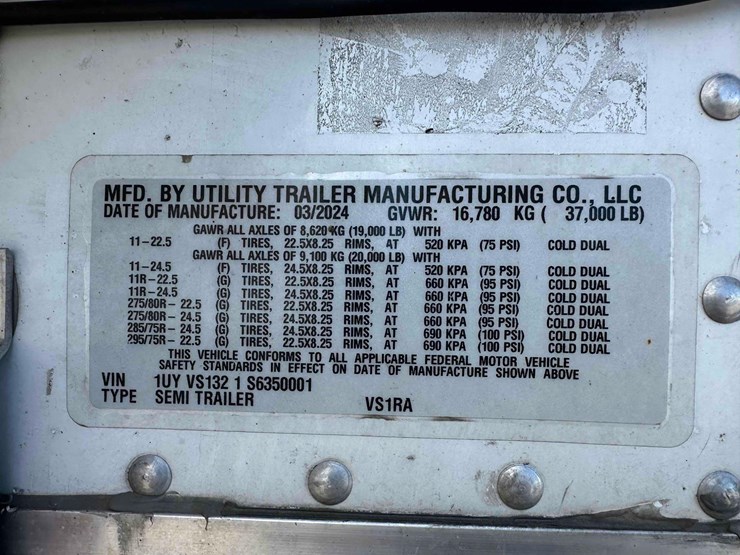 MFD. BY UTILITY TRAILER MANUFACTURING CO., LLC
DATE OF MANUFACTURE: 03/2024 GVWR: 16,780 KG ( 37,000 LB)
GAWR ALL AXLES OF 8,620 KG (19,000 LB) WITH
11-22.5 (F) TIRES, 22.5X8.25 RIMS, AT 520 KPA (75 PSI) COLD DUAL
GAWR ALL AXLES OF 9,100 KG (20,000 LB) WITH
11-24.5 (F) TIRES, 24.5X8.25 RIMS, AT 520 KPA (75 PSI) COLD DUAL
11R-22.5 (G) TIRES, 22.5X8.25 RIMS, AT 660 KPA (95 PSI) COLD DUAL
11R-24.5 (G) TIRES, 24.5X8.25 RIMS, AT 660 KPA (95 PSI) COLD DUAL
275/80R- 22.5 (G) TIRES, 22.5X8.25 RIMS, AT 660 KPA (95 PSI) COLD DUAL
275/80R- 24.5 (G) TIRES, 24.5X8.25 RIMS, AT 660 KPA (95 PSI) COLD DUAL
285/75R- 24.5 (G) TIRES, 24.5X8.25 RIMS, AT 690 KPA (100 PSI) COLD DUAL
295/75R- 22.5 (G) TIRES, 22.5X8.25 RIMS, AT 690 KPA (100 PSI) COLD DUAL
THIS VEHICLE CONFORMS TO ALL APPLICABLE FEDERAL MOTOR VEHICLE
SAFETY STANDARDS IN EFFECT ON DATE OF MANUFACTURE SHOWN ABOVE
VIN 1UY VS132 1 S6350001
TYPE SEMI TRAILER VS1RA